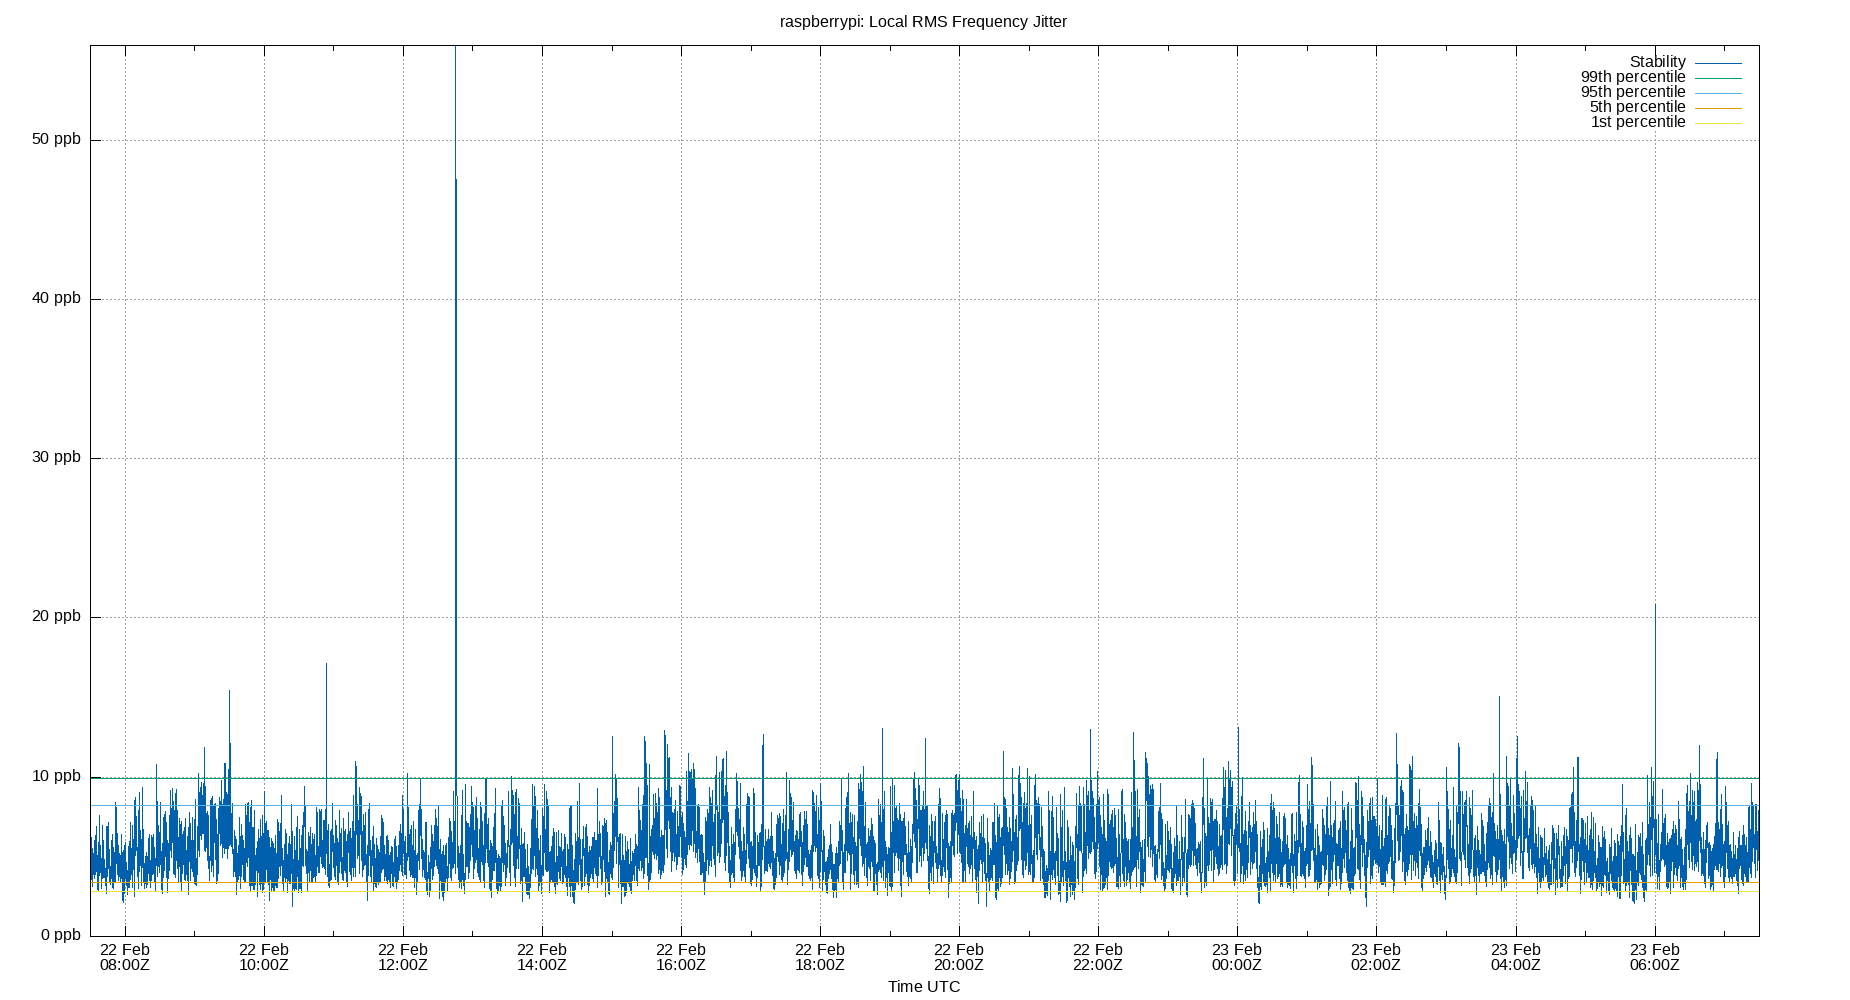 raspberrypi: Local RMS Frequency Jitter
Stability
99th percentile
95th percentile
5th percentile
1st percentile
50 ppb
40 ppb
30 ppb
20 ppb
10 ppb
0 ppb
22 Feb 22 Feb 22 Feb 22 Feb 22 Feb 22 Feb 22 Feb 22 Feb 23 Feb 23 Feb 23 Feb 23 Feb
08:00Z 10:00Z 12:00Z 14:00Z 16:00Z 18:00Z 20:00Z 22:00Z 00:00Z 02:00Z 04:00Z 06:00Z
Time UTC